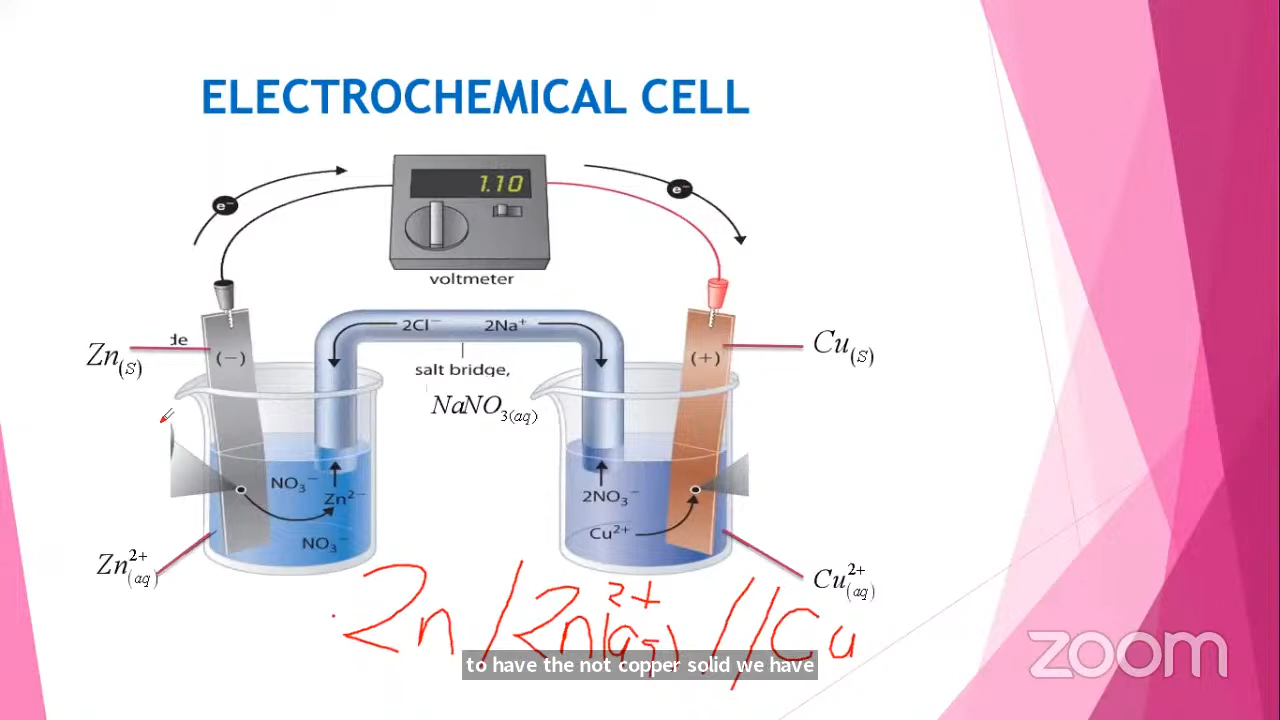 ELECTROCHEMICAL CELL
e⁻
1.10
e⁻
voltmeter
2Cl⁻ 2Na⁺
de
Zn(s)
(−)
salt bridge,
NaNO3(aq)
(+)
Cu(s)
NO₃⁻
Zn²⁻
NO₃⁻
2NO₃⁻
Cu²⁺
Zn²⁺(aq)
Cu²⁺(aq)
Zn/Zn²⁺(aq)//Cu
to have the not copper solid we have
zoom